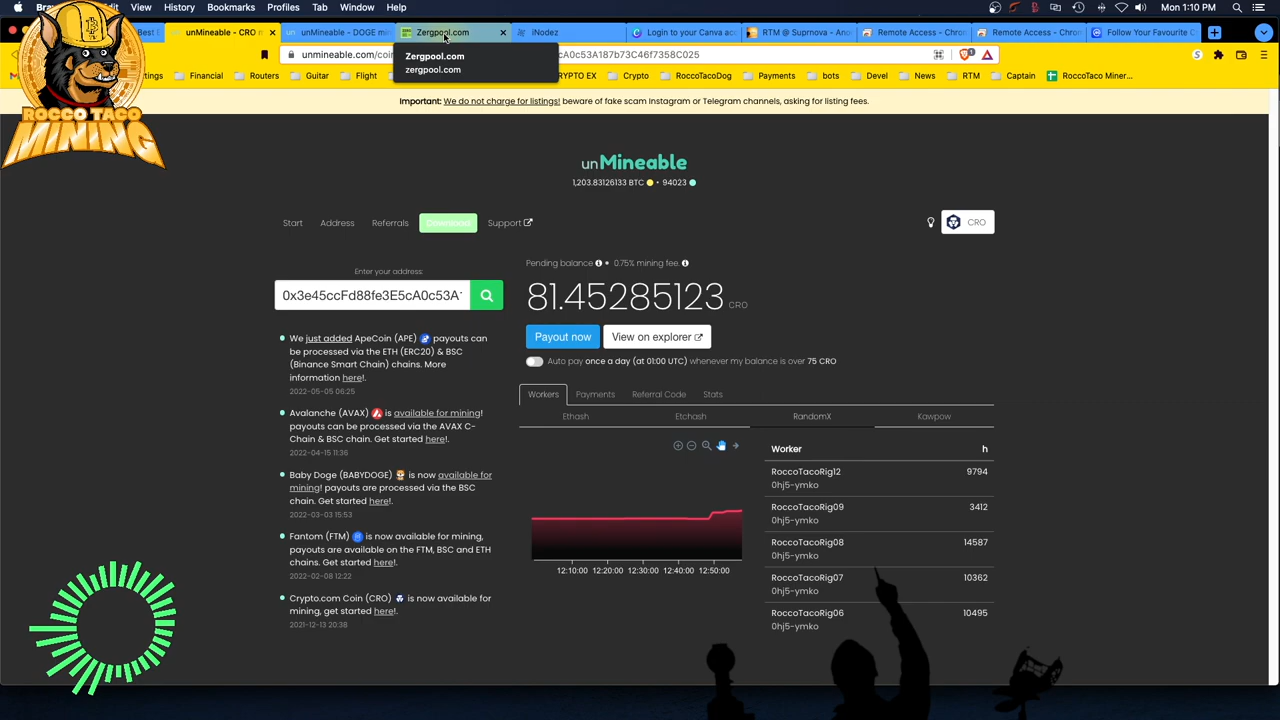 View History Bookmarks Profiles Tab Window Help Mon 1:10 PM
Best E
unMineable - CRO m
unMineable - DOGE min
Zergpool.com
iNodez
Login to your Canva acc
RTM @ Suprnova - Ano
Remote Access - Chrom
Remote Access - Chrom
Follow Your Favourite C
unmineable.com/coin
cA0c53A187b73C46f7358C025
Zergpool.com
zergpool.com
ttings Financial Routers Guitar Flight CRYPTO EX Crypto RoccoTacoDog Payments bots Devel News RTM Captain RoccoTaco Miner...
ROCCO TACO
MINING
Important: We do not charge for listings! beware of fake scam Instagram or Telegram channels, asking for listing fees.
unMineable
1,203.83126133 BTC • 94023
Start Address Referrals Download Support
CRO
Enter your address:
0x3e45ccFd88fe3E5cA0c53A1
We just added ApeCoin (APE) payouts can
be processed via the ETH (ERC20) & BSC
(Binance Smart Chain) chains. More
information here!.
2022-05-05 06:25
Avalanche (AVAX) is available for mining!
payouts can be processed via the AVAX C-
Chain & BSC chain. Get started here!.
2022-04-15 11:36
Baby Doge (BABYDOGE) is now available for
mining! payouts are processed via the BSC
chain. Get started here!.
2022-03-03 15:53
Fantom (FTM) is now available for mining,
payouts are available on the FTM, BSC and ETH
chains. Get started here!.
2022-02-08 12:22
Crypto.com Coin (CRO) is now available for
mining, get started here!.
2021-12-13 20:38
Pending balance • 0.75% mining fee.
81.45285123 CRO
Payout now View on explorer
Auto pay once a day (at 01:00 UTC) whenever my balance is over 75 CRO
Workers Payments Referral Code Stats
Ethash Etchash RandomX Kawpow
12:10:00 12:20:00 12:30:00 12:40:00 12:50:00
Worker h
RoccoTacoRig12 9794
0hj5-ymko
RoccoTacoRig09 3412
0hj5-ymko
RoccoTacoRig08 14587
0hj5-ymko
RoccoTacoRig07 10362
0hj5-ymko
RoccoTacoRig06 10495
0hj5-ymko